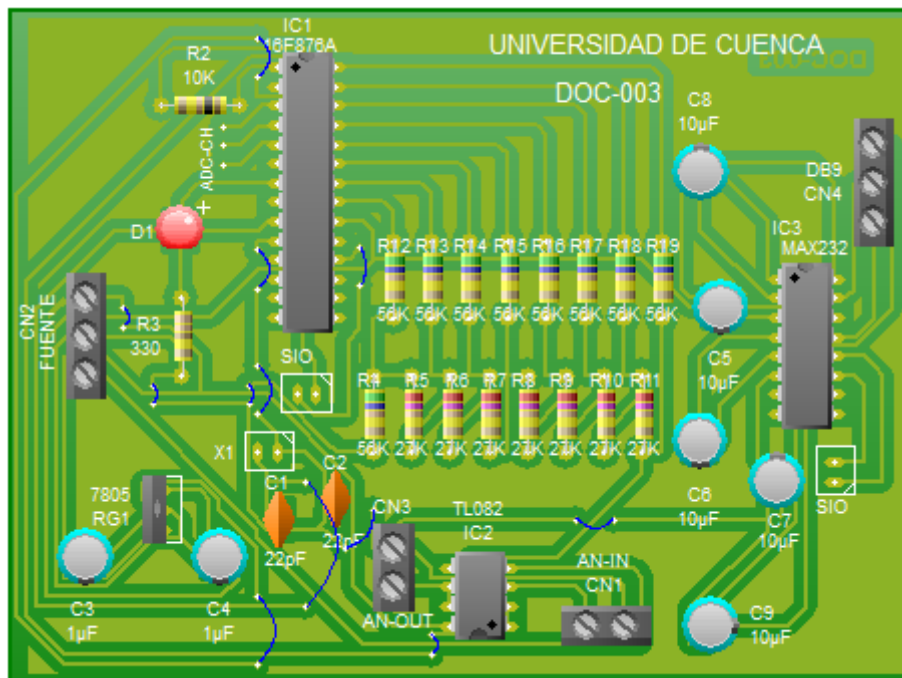 IC1
16F876A
UNIVERSIDAD DE CUENCA
DOC-003
DOC-003
R2
10K
ADC-CH
+
D1
C8
10µF
DB9
CN4
IC3
MAX232
R12 R13 R14 R15 R16 R17 R18 R19
56K 56K 56K 56K 56K 56K 56K 56K
CN2
FUENTE
R3
330
SIO
C5
10µF
R4 R5 R6 R7 R8 R9 R10 R11
56K 27K 27K 27K 27K 27K 27K 27K
X1
C1
C2
22pF
22pF
7805
RG1
CN3
TL082
IC2
C6
10µF
C7
10µF
SIO
C3
1µF
C4
1µF
AN-OUT
AN-IN
CN1
C9
10µF